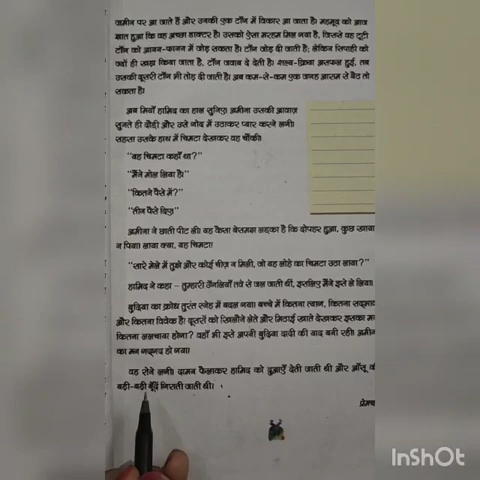 ज़मीन पर आ जाते हैं और उनकी एक टाँग में विकार आ जाता है। महमूद को आज
ज्ञात हुआ कि वह अच्छा डाक्टर है। उसको ऐसा मरहम मिल गया है, जिससे वह टूटी
टाँग को आनन-फानन में जोड़ सकता है। टाँग जोड़ दी जाती है; लेकिन सिपाही को
ज्यों ही खड़ा किया जाता है, टाँग जवाब दे देती है। शल्य-क्रिया असफल हुई, तब
उसकी दूसरी टाँग भी तोड़ दी जाती है। अब कम-से-कम एक जगह आराम से बैठ तो
सकता है।
अब मियाँ हामिद का हाल सुनिए। अमीना उसकी आवाज़
सुनते ही दौड़ी और उसे गोद में उठाकर प्यार करने लगी।
सहसा उसके हाथ में चिमटा देखकर वह चौंकी।
"यह चिमटा कहाँ था?"
"मैंने मोल लिया है।"
"कितने पैसे में?"
"तीन पैसे दिए।"
अमीना ने छाती पीट ली। यह कैसा बेसमझ लड़का है कि दोपहर हुआ, कुछ खाया
न पिया। लाया क्या, यह चिमटा!
"सारे मेले में तुझे और कोई चीज़ न मिली, जो यह लोहे का चिमटा उठा लाया?"
हामिद ने कहा – तुम्हारी उँगलियाँ तवे से जल जाती थीं, इसलिए मैंने इसे ले लिया।
बुढ़िया का क्रोध तुरंत स्नेह में बदल गया। बच्चे में कितना त्याग, कितना सद्भाव
और कितना विवेक है! दूसरों को खिलौने लेते और मिठाई खाते देखकर इसका मन
कितना ललचाया होगा? वहाँ भी इसे अपनी बुढ़िया दादी की याद बनी रही। अमीना
का मन गद्गद हो गया।
वह रोने लगी। दामन फैलाकर हामिद को दुआएँ देती जाती थी और आँसू की
बड़ी-बड़ी बूँदें गिराती जाती थी।
InShOt